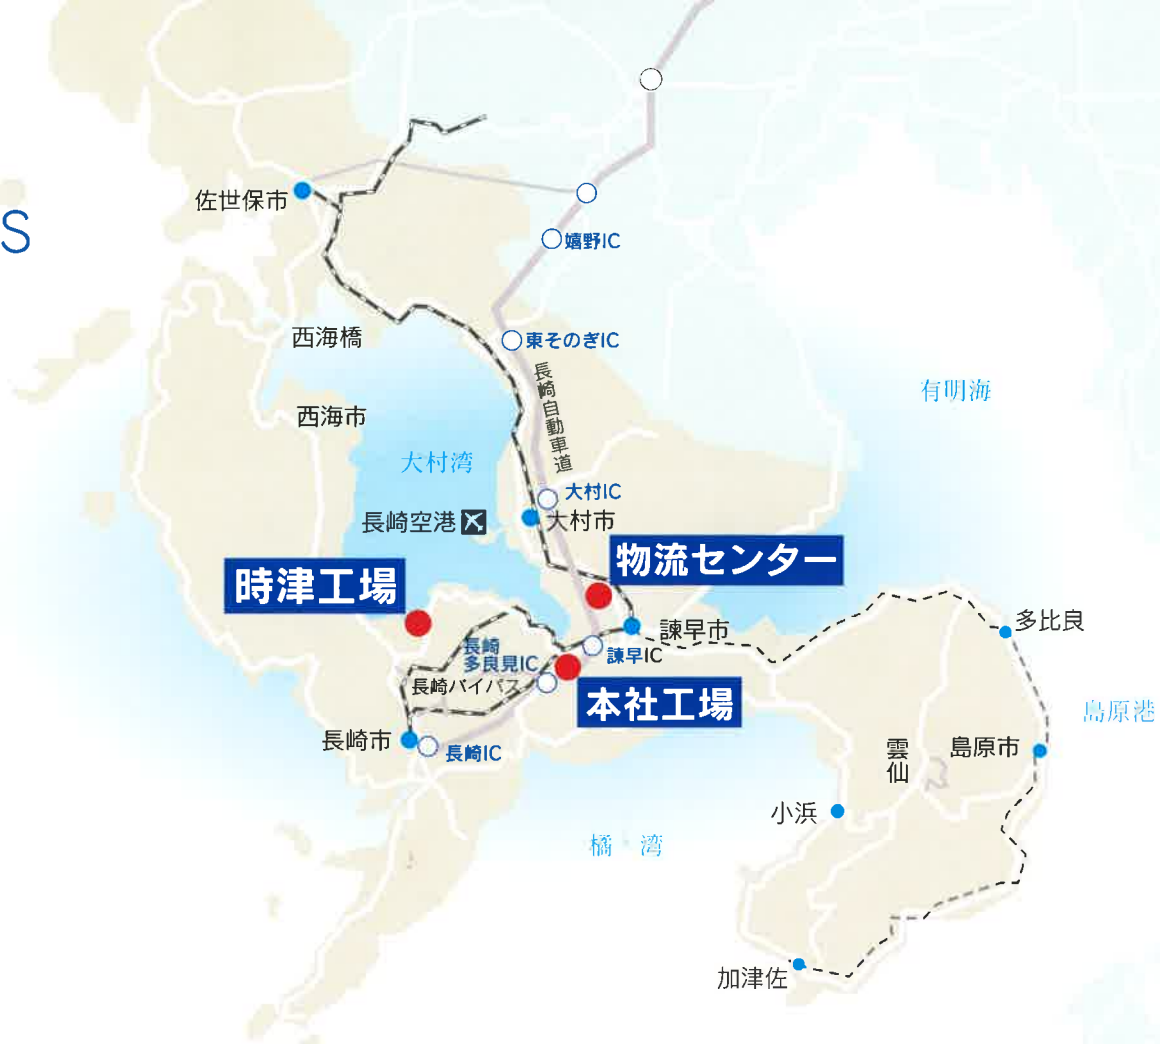 佐世保市
S
嬉野IC
西海橋
東そのぎIC
長崎自動車道
有明海
西海市
大村湾
大村IC
長崎空港
大村市
物流センター
時津工場
多比良
諫早市
長崎
多良見IC
諫早IC
長崎バイパス
本社工場
島原港
長崎市
長崎IC
雲仙
島原市
小浜
橘 湾
加津佐